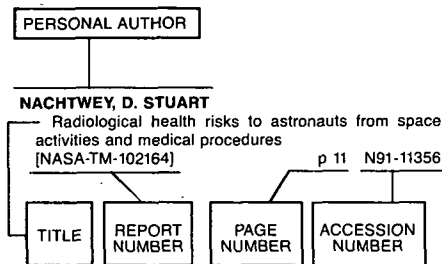 PERSONAL AUTHOR
NACHTWEY, D. STUART
Radiological health risks to astronauts from space
activities and medical procedures
[NASA-TM-102164] p 11 N91-11356
TITLE REPORT NUMBER PAGE NUMBER ACCESSION NUMBER